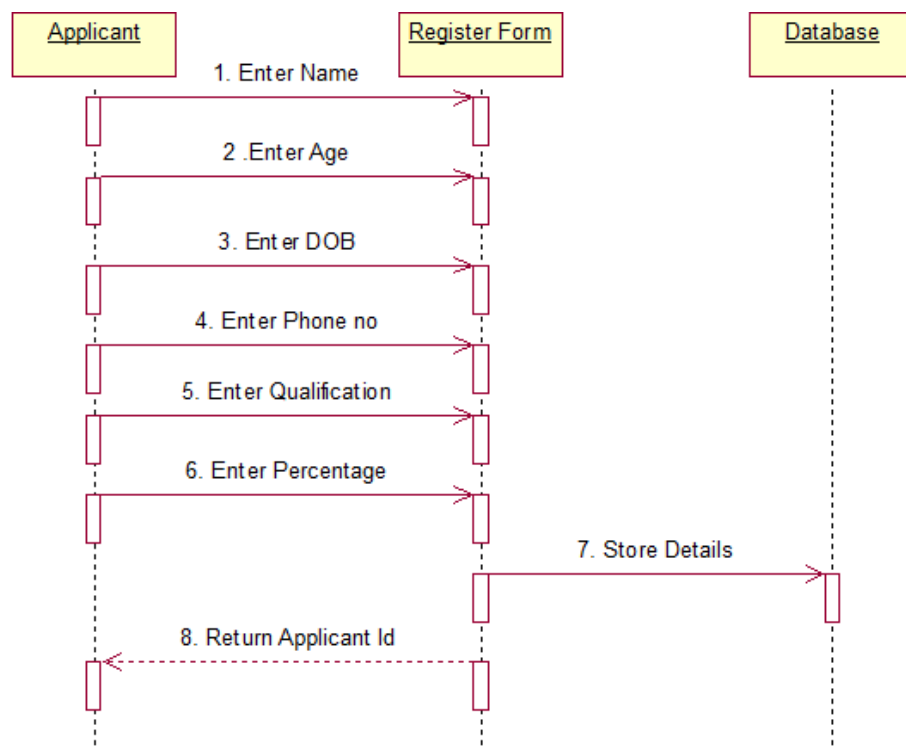 Applicant
Register Form
Database
1. Enter Name
2 .Enter Age
3. Enter DOB
4. Enter Phone no
5. Enter Qualification
6. Enter Percentage
7. Store Details
8. Return Applicant Id